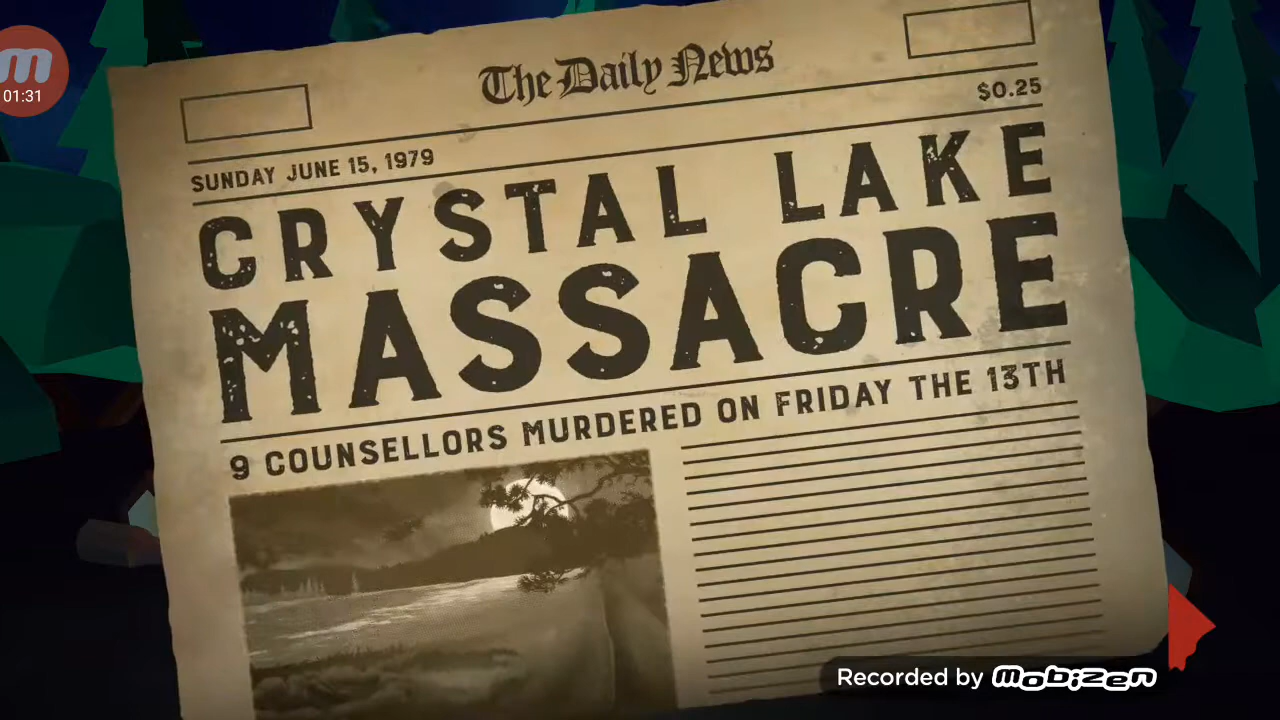 01:31
The Daily News
$0.25
SUNDAY JUNE 15, 1979
CRYSTAL LAKE
MASSACRE
9 COUNSELLORS MURDERED ON FRIDAY THE 13TH
Recorded by mobizen